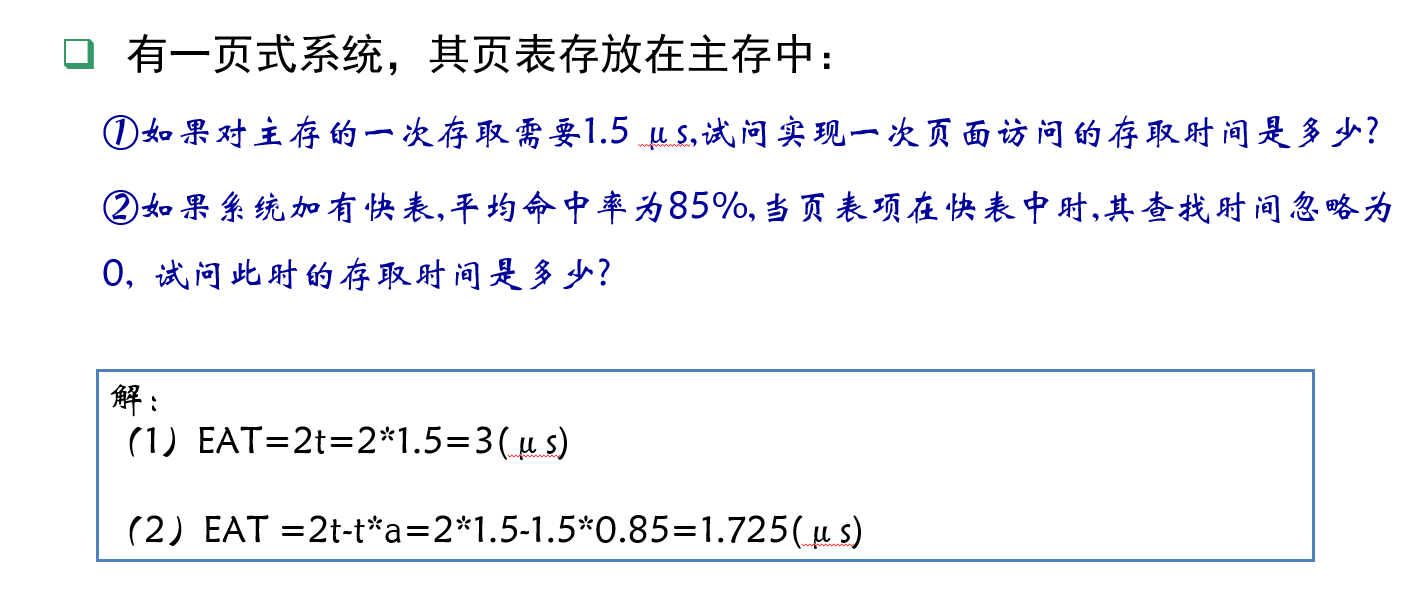 有一页式系统，其页表存放在主存中：
①如果对主存的一次存取需要1.5 μs,试问实现一次页面访问的存取时间是多少?
②如果系统加有快表,平均命中率为85%,当页表项在快表中时,其查找时间忽略为
0, 试问此时的存取时间是多少?
解：
（1）EAT=2t=2*1.5=3(μs)
（2）EAT =2t-t*a=2*1.5-1.5*0.85=1.725(μs)